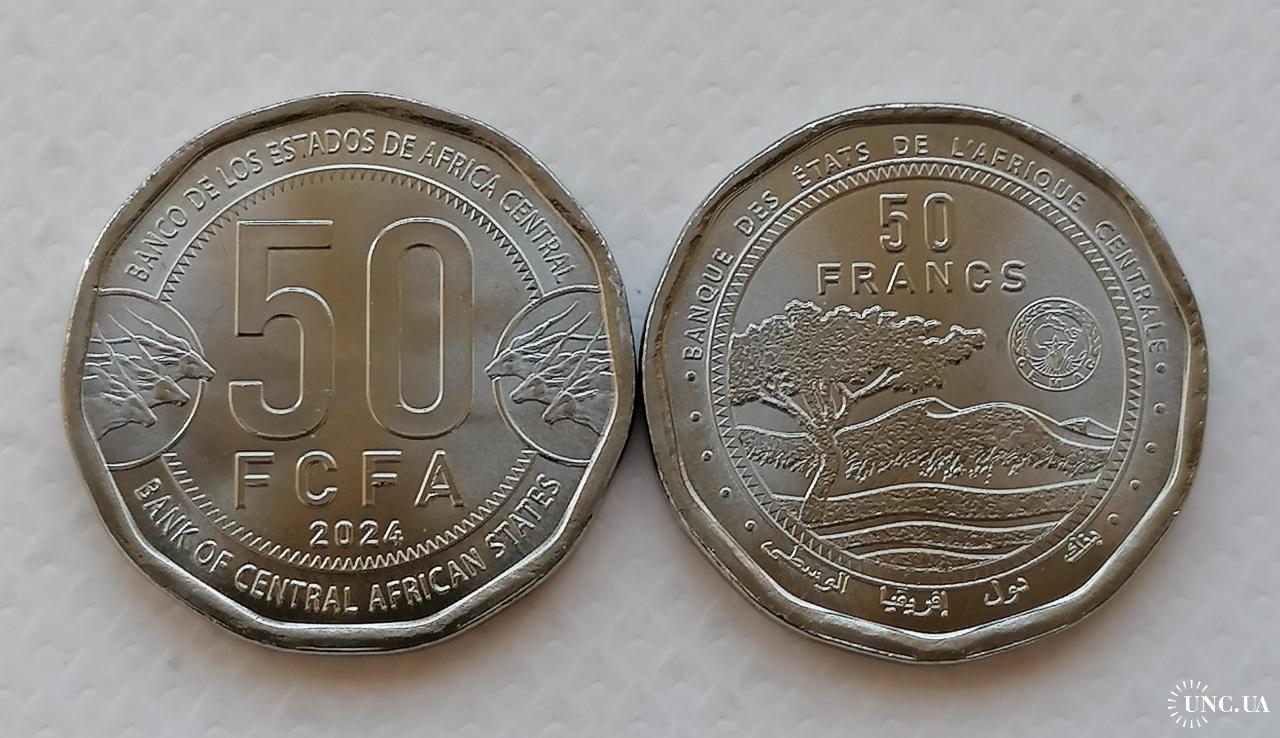 BANCO DE LOS ESTADOS DE AFRICA CENTRAL
50
FCFA
2024
BANK OF CENTRAL AFRICAN STATES
BANQUE DES ÉTATS DE L'AFRIQUE CENTRALE
50
FRANCS
بنك دول إفريقيا الوسطى
UNC.UA